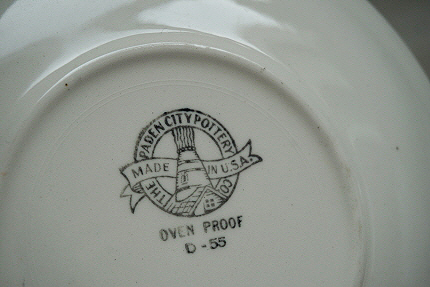 THE PADEN CITY POTTERY CO.
MADE IN U.S.A.
OVEN PROOF
D-55